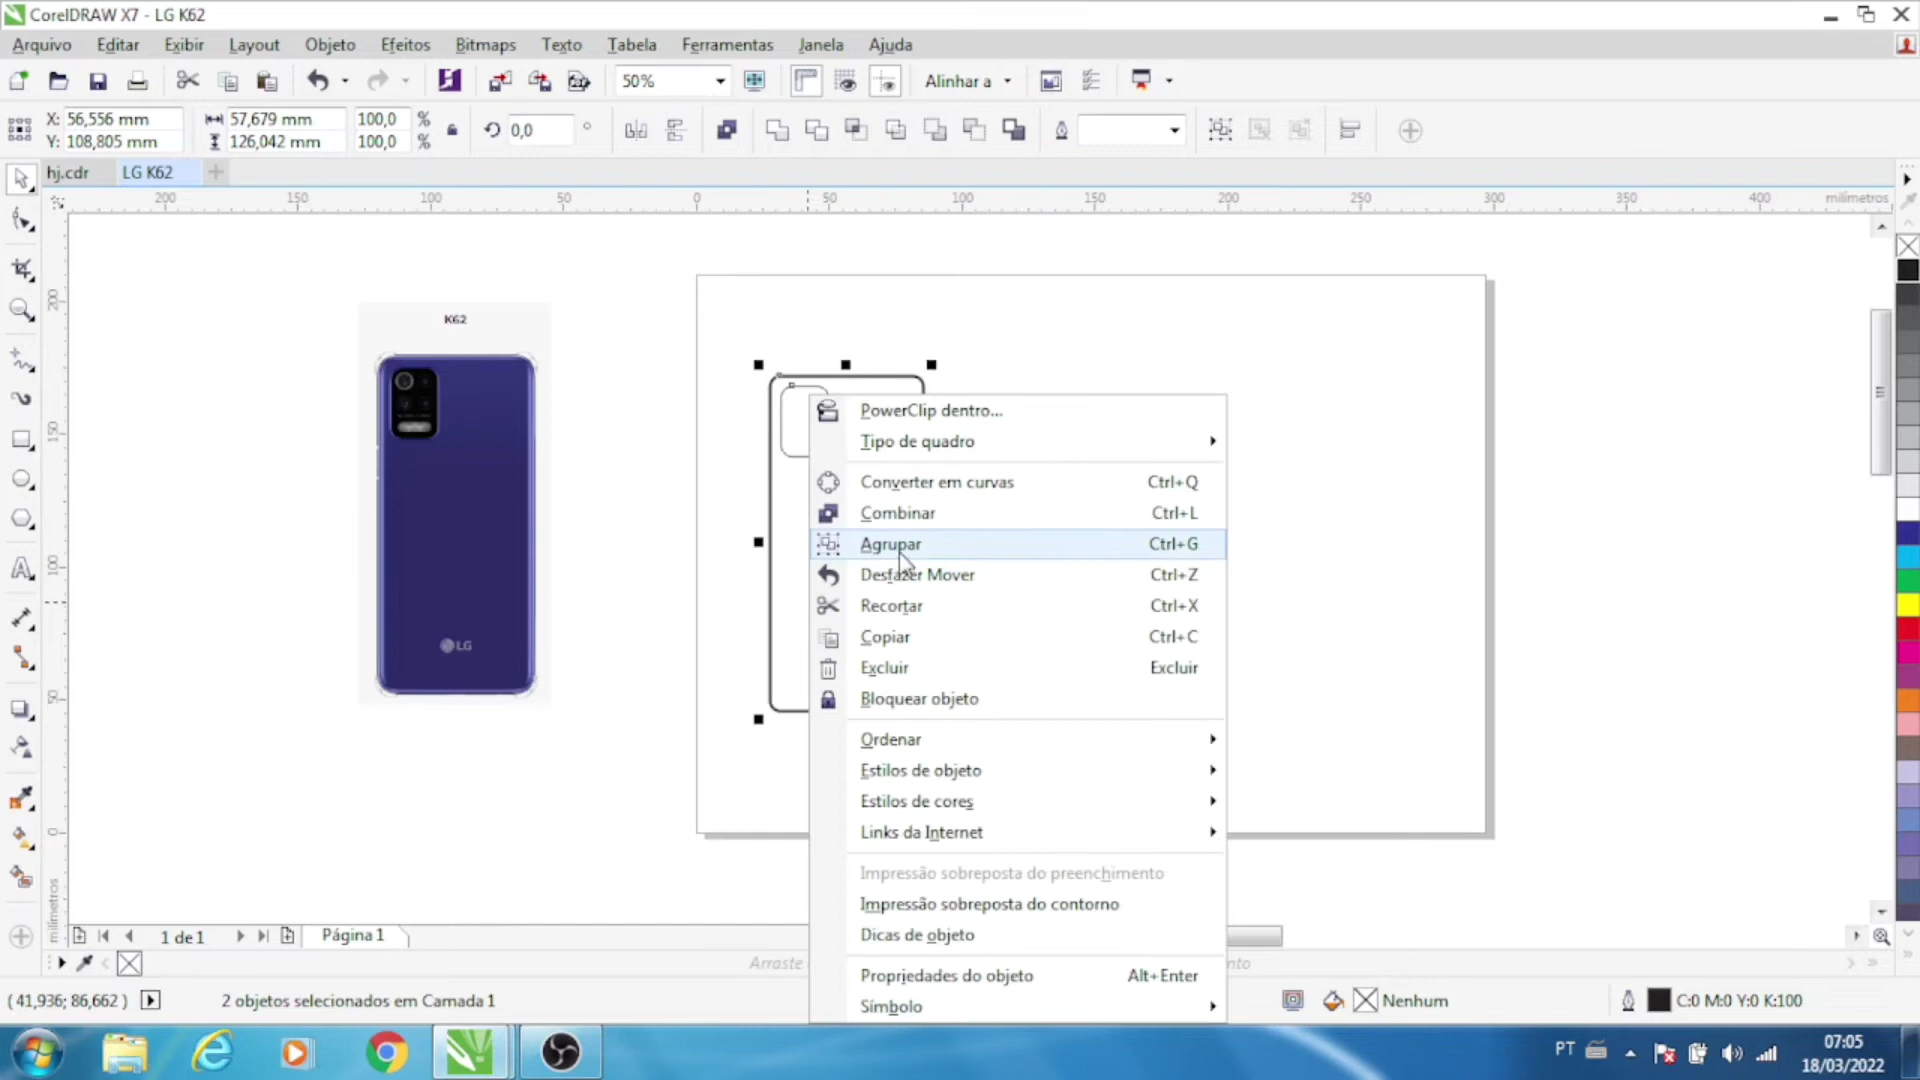 CorelDRAW X7 - LG K62
Arquivo Editar Exibir Layout Objeto Efeitos Bitmaps Texto Tabela Ferramentas Janela Ajuda
50% Alinhar a
X: 56,556 mm 57,679 mm 100,0 % 0,0 °
Y: 108,805 mm 126,042 mm 100,0 %
hj.cdr LG K62
200 150 100 50 0 50 100 150 200 250 300 350 400 milímetros
200
150
100
50
0
milímetros
K62
LG
PowerClip dentro...
Tipo de quadro
Converter em curvas Ctrl+Q
Combinar Ctrl+L
Agrupar Ctrl+G
Desfazer Mover Ctrl+Z
Recortar Ctrl+X
Copiar Ctrl+C
Excluir Excluir
Bloquear objeto
Ordenar
Estilos de objeto
Estilos de cores
Links da Internet
Impressão sobreposta do preenchimento
Impressão sobreposta do contorno
Dicas de objeto
Propriedades do objeto Alt+Enter
Símbolo
1 de 1 Página 1
Arraste nto
( 41,936; 86,662 ) 2 objetos selecionados em Camada 1 Nenhum C:0 M:0 Y:0 K:100
PT 07:05
18/03/2022